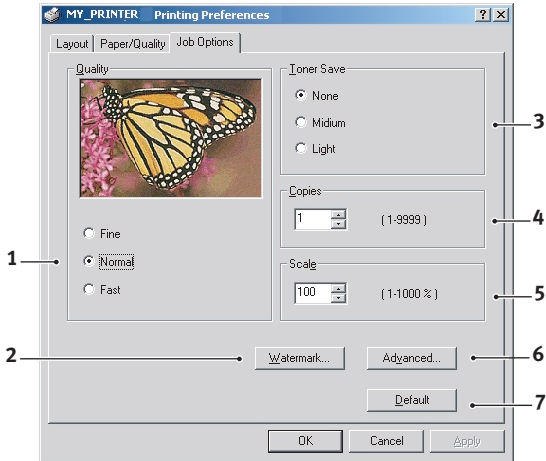 MY_PRINTER Printing Preferences
Layout Paper/Quality Job Options
Quality
Fine
Normal
Fast
Toner Save
None
Midium
Light
Copies
1 ( 1-9999 )
Scale
100 ( 1-1000 % )
Watermark... Advanced...
Default
OK Cancel Apply
1
2
3
4
5
6
7